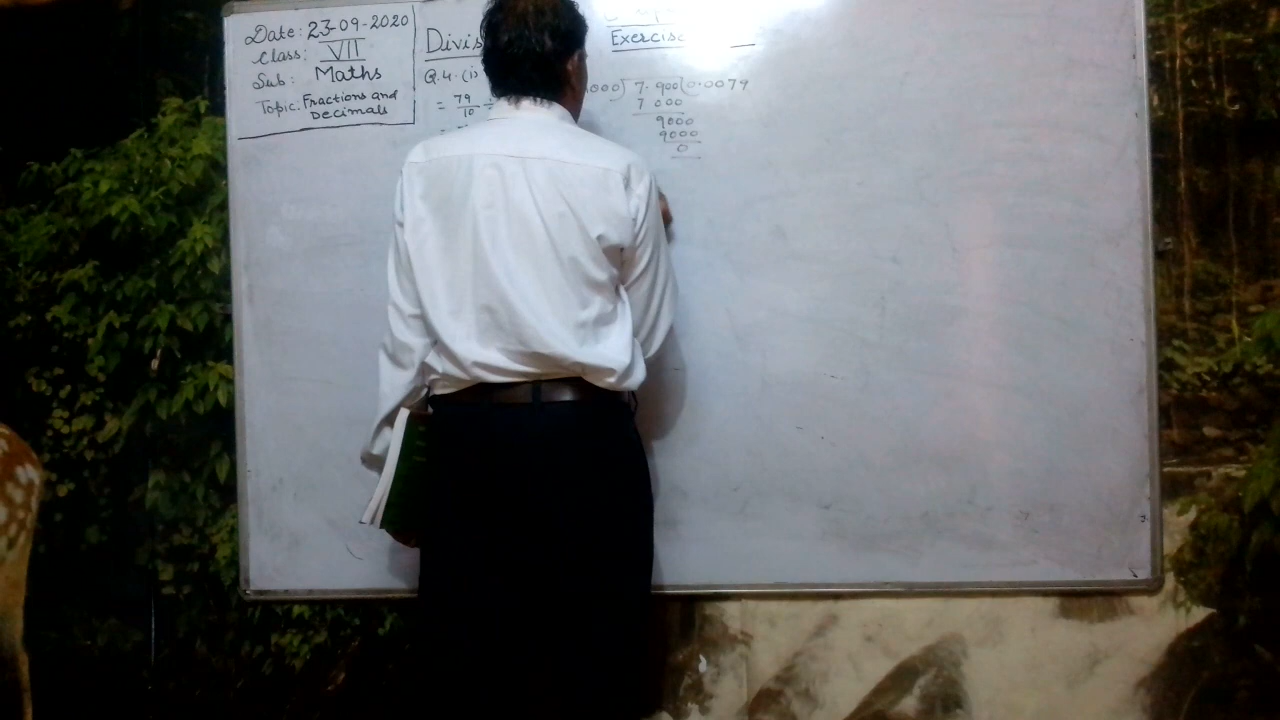 Date: 23-09-2020
Class: VII
Sub: Maths
Topic: Fractions and
Decimals
Q.4.(i)
= 79/10 ÷
Exercise
000) 7.900(0.0079
7 000
9000
9000
0